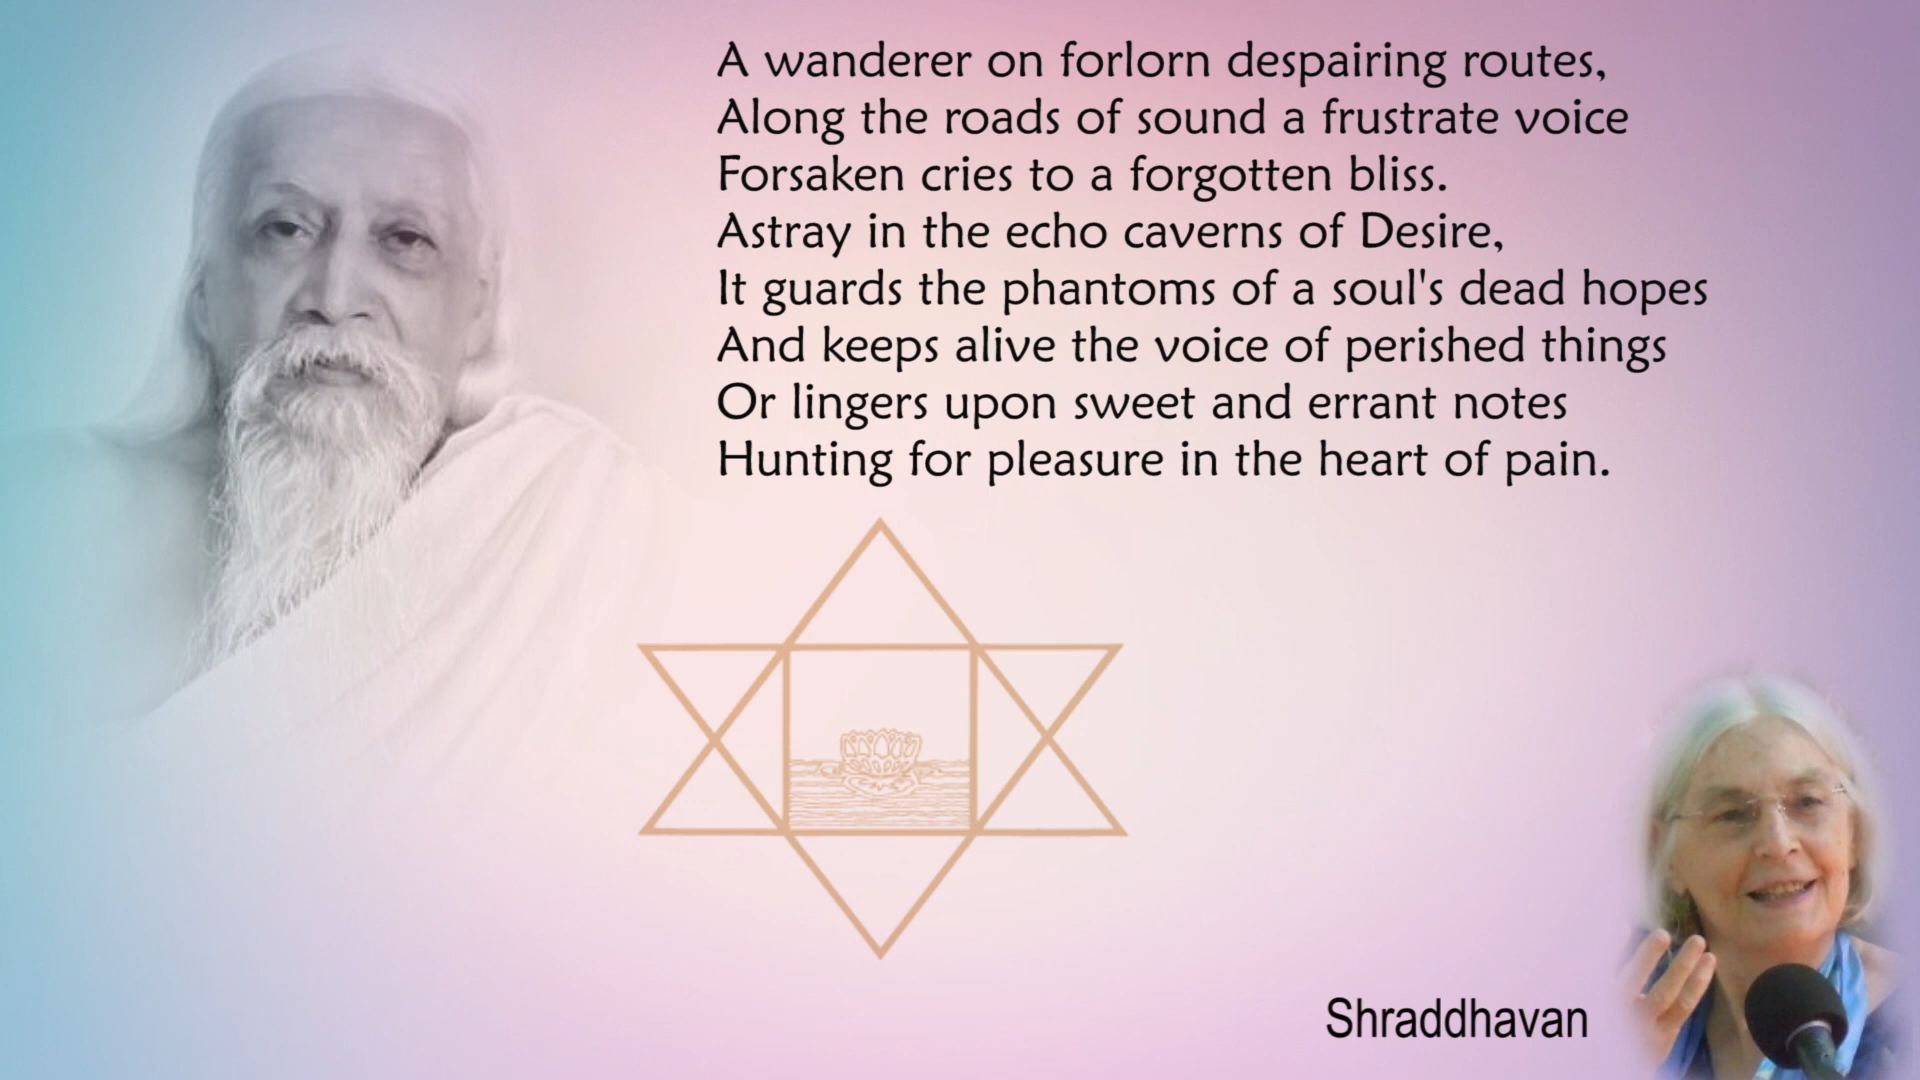 A wanderer on forlorn despairing routes,
Along the roads of sound a frustrate voice
Forsaken cries to a forgotten bliss.
Astray in the echo caverns of Desire,
It guards the phantoms of a soul's dead hopes
And keeps alive the voice of perished things
Or lingers upon sweet and errant notes
Hunting for pleasure in the heart of pain.
Shraddhavan